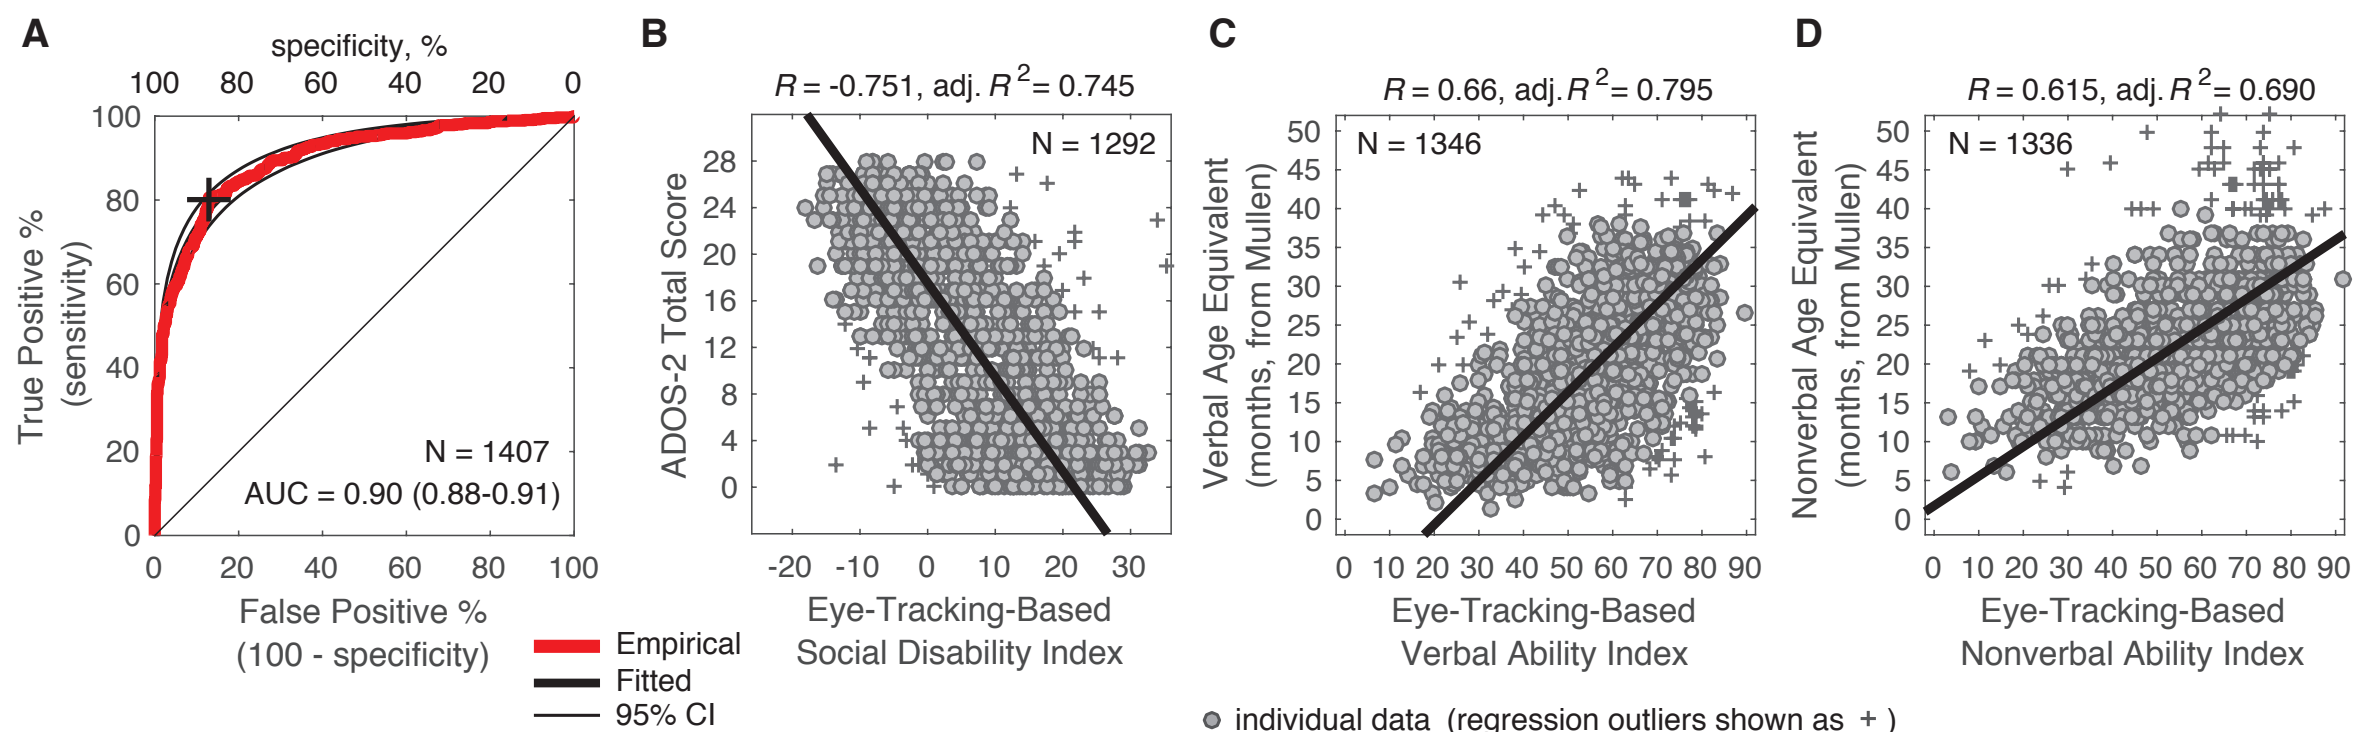 A
specificity, %
100 80 60 40 20 0
100
80
60
40
20
0
True Positive %
(sensitivity)
N = 1407
AUC = 0.90 (0.88-0.91)
0 20 40 60 80 100
False Positive %
(100 - specificity)
Empirical
Fitted
95% CI
B
R = -0.751, adj. R² = 0.745
N = 1292
28
24
20
16
12
8
4
0
ADOS-2 Total Score
-20 -10 0 10 20 30
Eye-Tracking-Based
Social Disability Index
C
R = 0.66, adj. R² = 0.795
N = 1346
50
45
40
35
30
25
20
15
10
5
0
Verbal Age Equivalent
(months, from Mullen)
0 10 20 30 40 50 60 70 80 90
Eye-Tracking-Based
Verbal Ability Index
D
R = 0.615, adj. R² = 0.690
N = 1336
50
45
40
35
30
25
20
15
10
5
0
Nonverbal Age Equivalent
(months, from Mullen)
0 10 20 30 40 50 60 70 80 90
Eye-Tracking-Based
Nonverbal Ability Index
individual data (regression outliers shown as + )